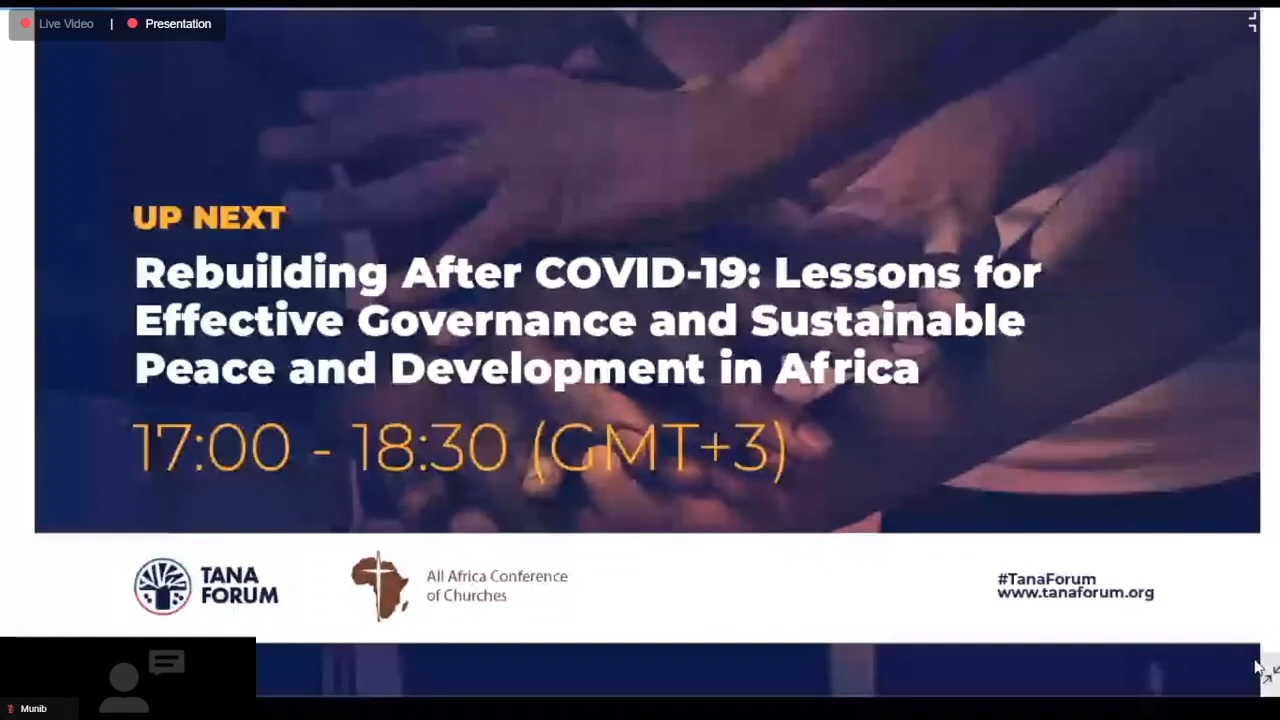 Live Video | Presentation
UP NEXT
Rebuilding After COVID-19: Lessons for
Effective Governance and Sustainable
Peace and Development in Africa
17:00 - 18:30 (GMT+3)
TANA
FORUM
All Africa Conference
of Churches
#TanaForum
www.tanaforum.org
Munib